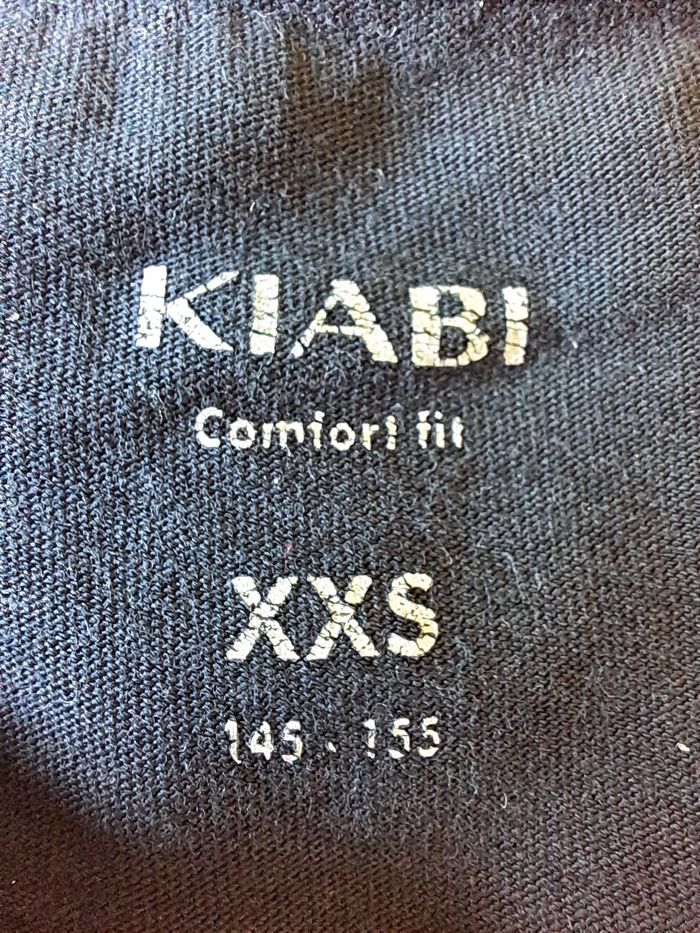 KIABI
Comfort fit
XXS
145 - 155